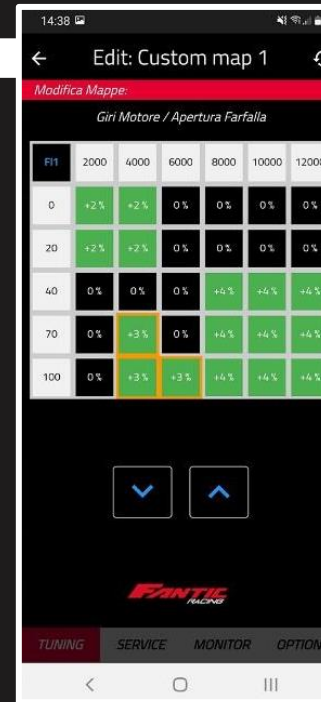 14:38
Edit: Custom map 1
Modifica Mappe:
Giri Motore / Apertura Farfalla
FI1 2000 4000 6000 8000 10000 12000
0 +2 % +2 % 0 % 0 % 0 % 0 %
20 +2 % +2 % 0 % 0 % 0 % 0 %
40 0 % 0 % 0 % +4 % +4 % +4 %
70 0 % +3 % 0 % +4 % +4 % +4 %
100 0 % +3 % +3 % +4 % +4 % +4 %
FANTIC
RACING
TUNING SERVICE MONITOR OPTION